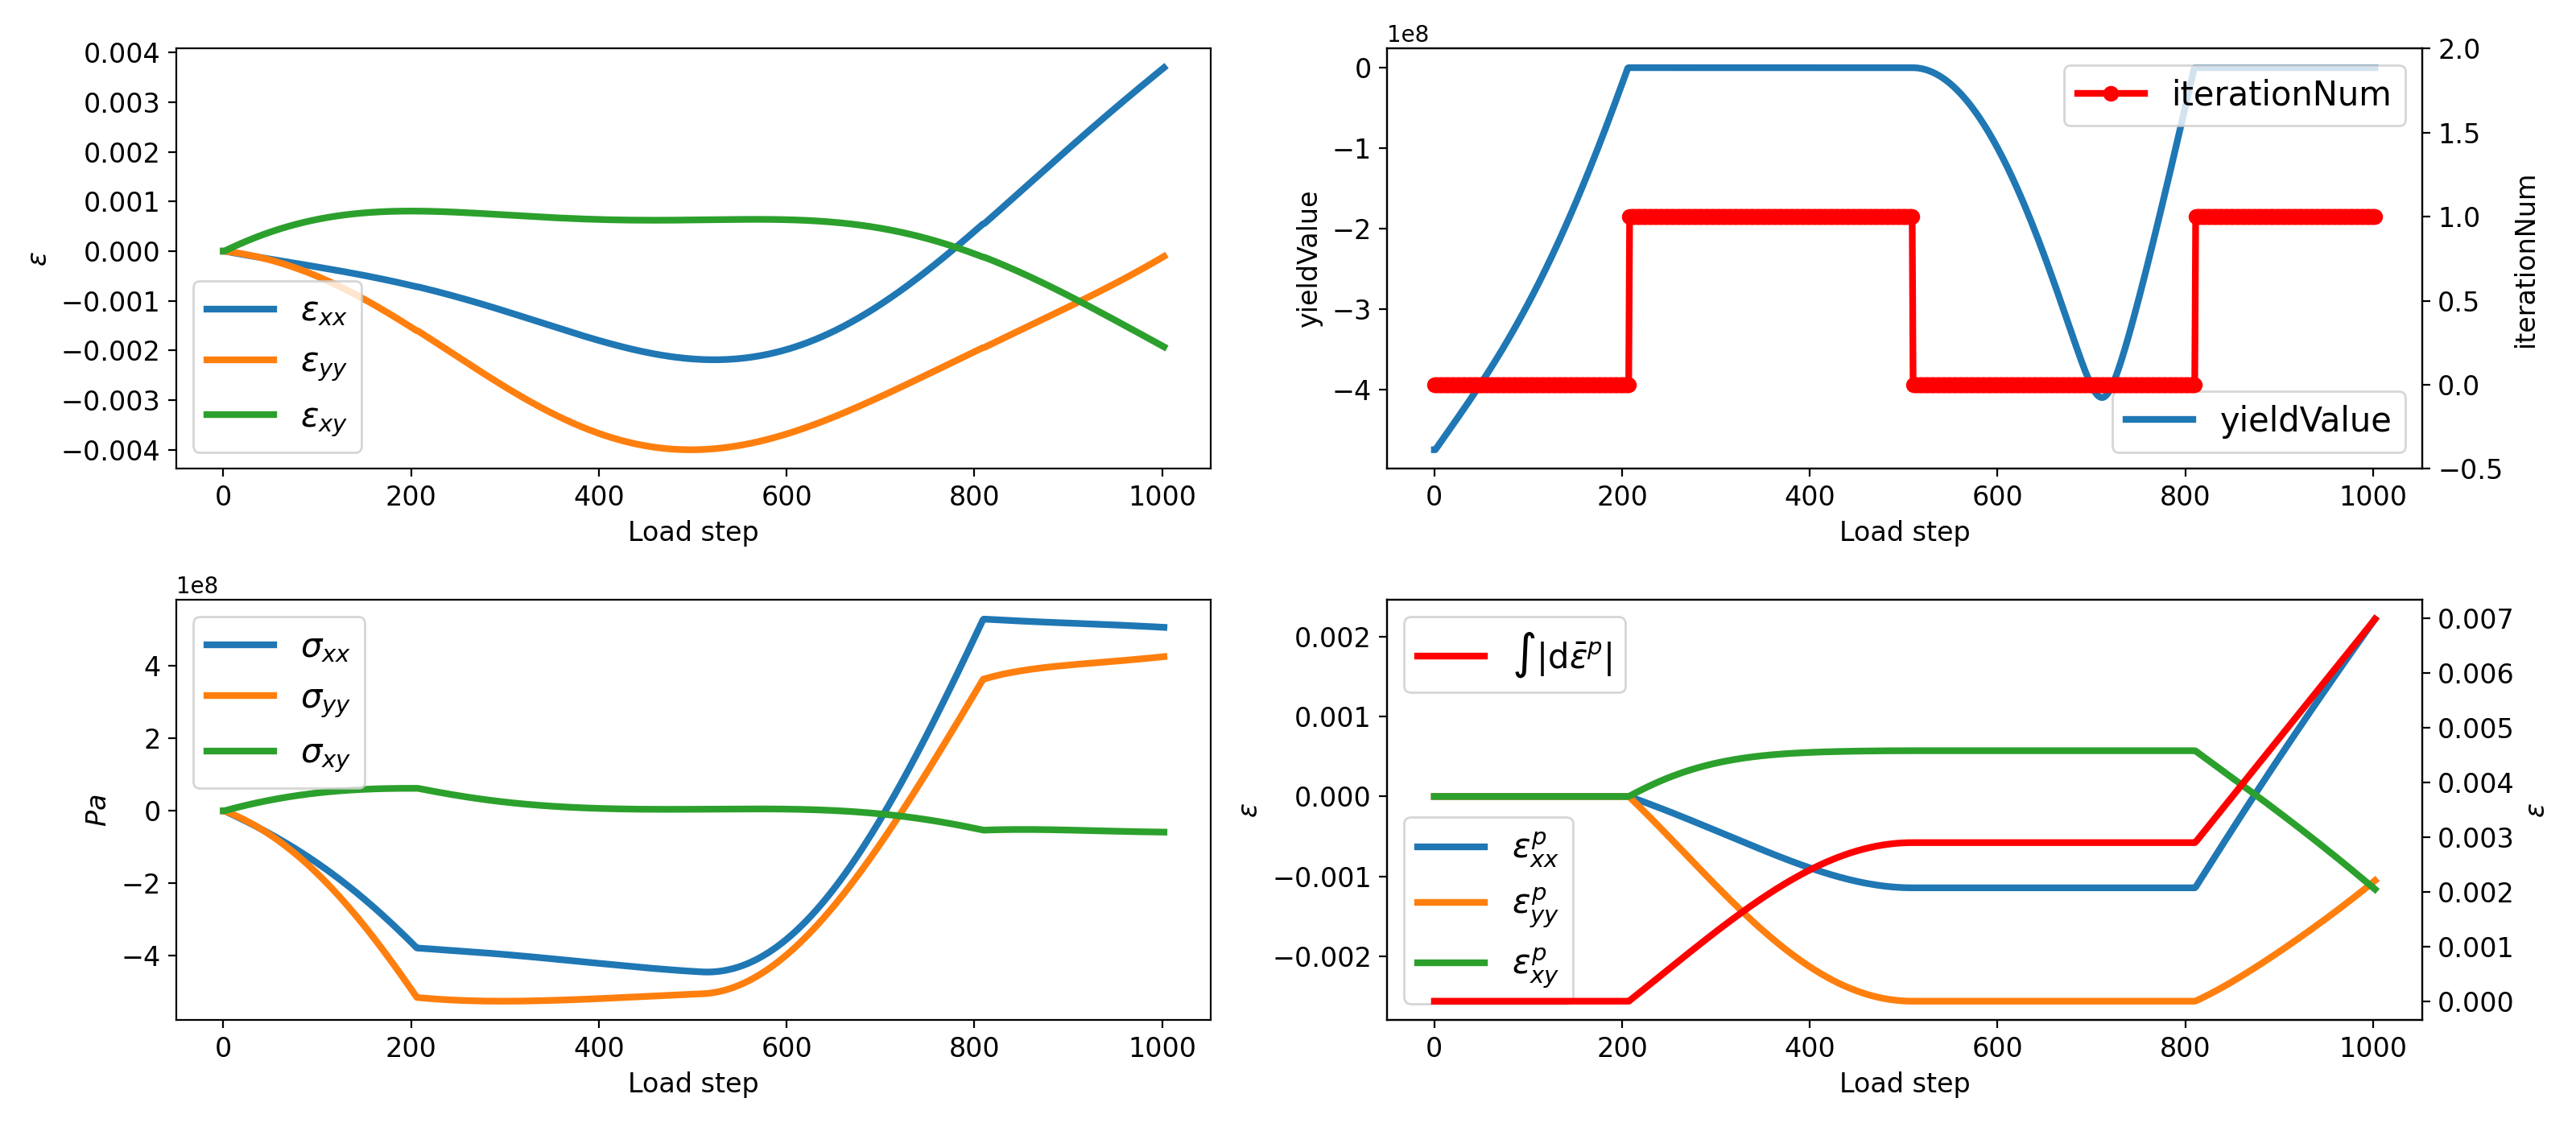 0.004
0.003
0.002
0.001
0.000
−0.001
−0.002
−0.003
−0.004
ε
ε_xx
ε_yy
ε_xy
0 200 400 600 800 1000
Load step
1e8
0
−1
−2
−3
−4
yieldValue
iterationNum
yieldValue
2.0
1.5
1.0
0.5
0.0
−0.5
iterationNum
0 200 400 600 800 1000
Load step
1e8
4
2
0
−2
−4
Pa
σ_xx
σ_yy
σ_xy
0 200 400 600 800 1000
Load step
0.002
0.001
0.000
−0.001
−0.002
ε
∫|dε̄^p|
ε^p_xx
ε^p_yy
ε^p_xy
0.007
0.006
0.005
0.004
0.003
0.002
0.001
0.000
ε
0 200 400 600 800 1000
Load step